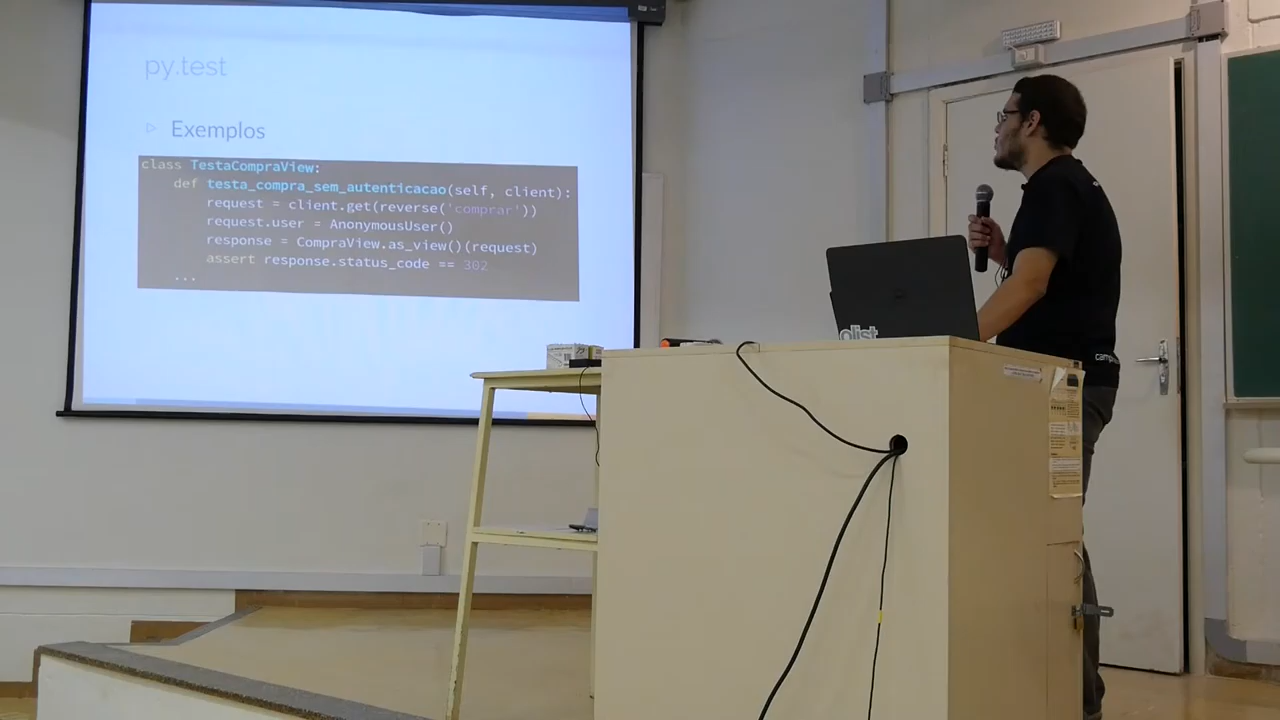 py.test
Exemplos
class TestaCompraView:
def testa_compra_sem_autenticacao(self, client):
request = client.get(reverse('comprar'))
request.user = AnonymousUser()
response = CompraView.as_view()(request)
assert response.status_code == 302
...
olist